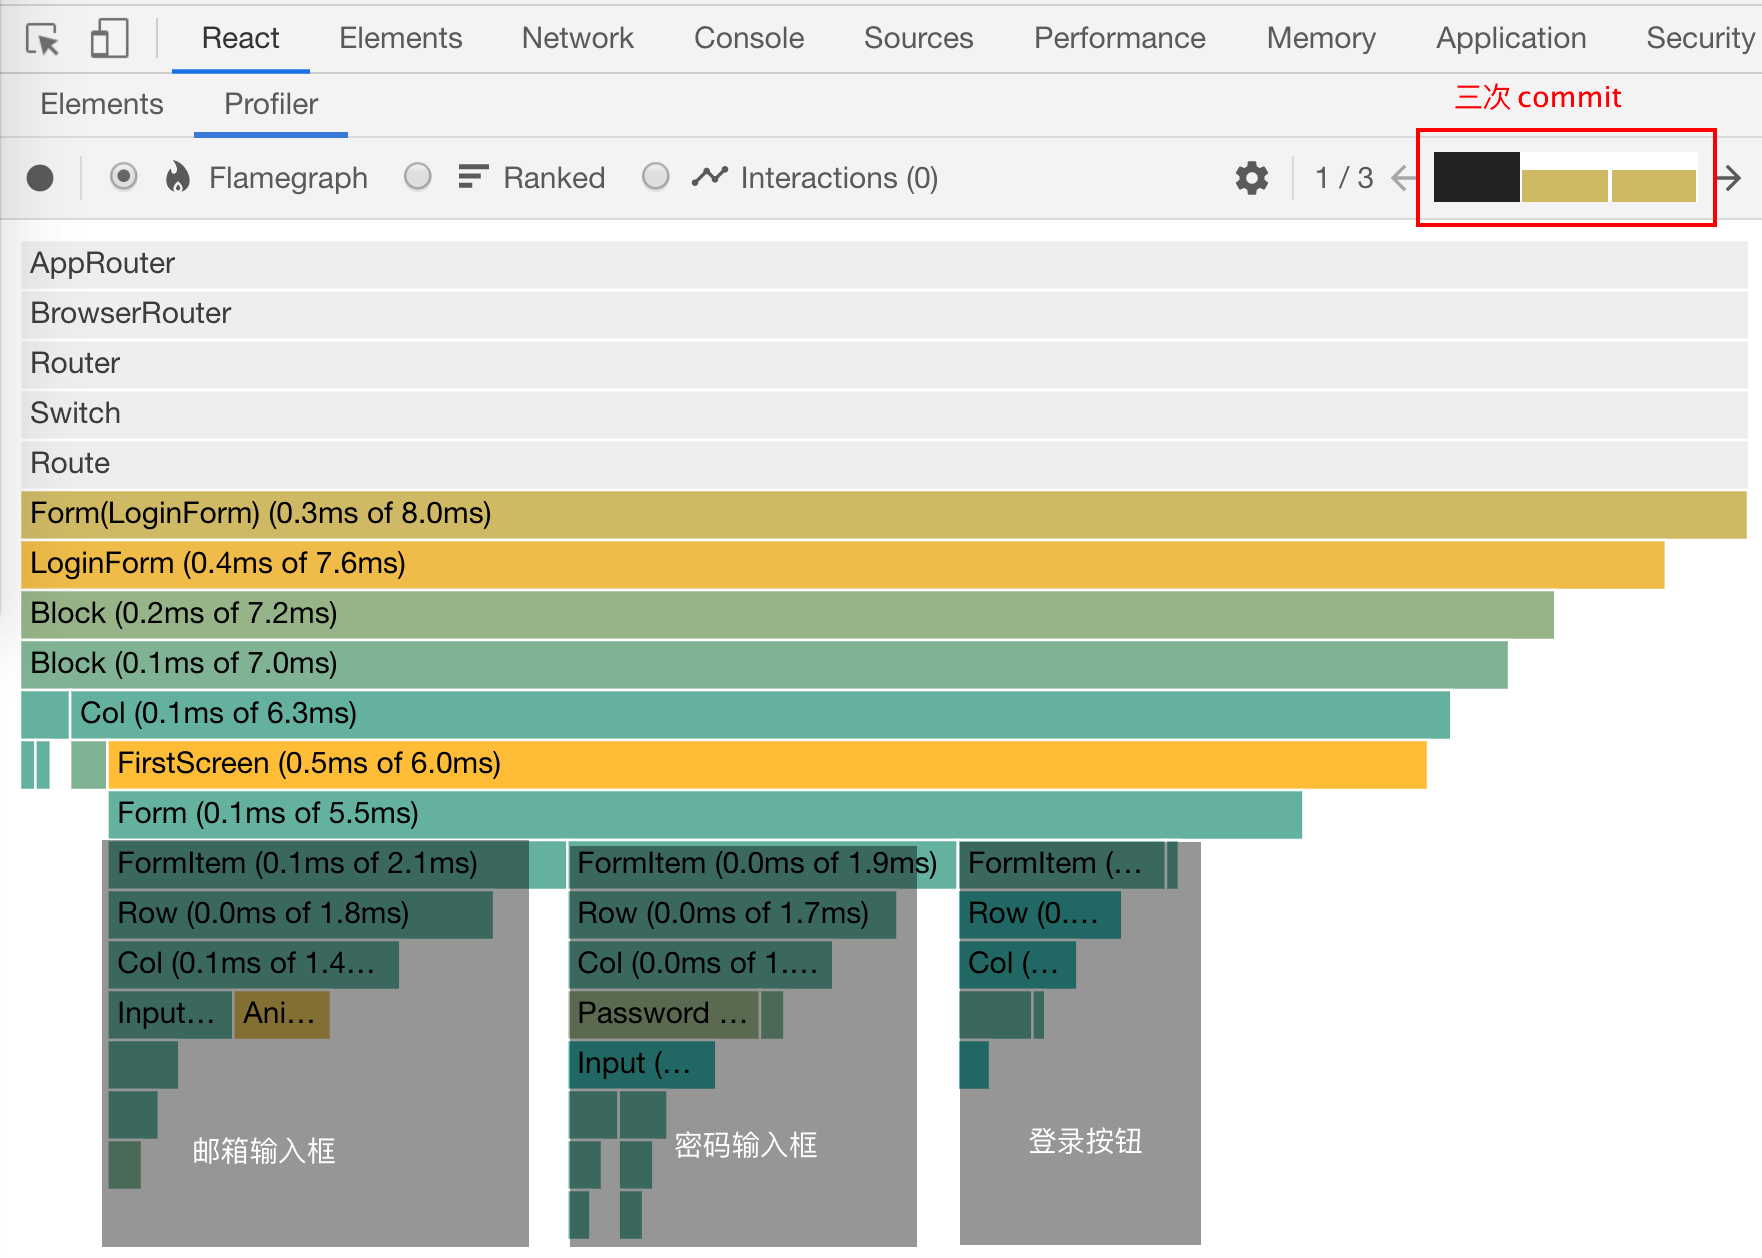 React Elements Network Console Sources Performance Memory Application Security
Elements Profiler
三次 commit
Flamegraph Ranked Interactions (0) 1 / 3
AppRouter
BrowserRouter
Router
Switch
Route
Form(LoginForm) (0.3ms of 8.0ms)
LoginForm (0.4ms of 7.6ms)
Block (0.2ms of 7.2ms)
Block (0.1ms of 7.0ms)
Col (0.1ms of 6.3ms)
FirstScreen (0.5ms of 6.0ms)
Form (0.1ms of 5.5ms)
FormItem (0.1ms of 2.1ms) FormItem (0.0ms of 1.9ms) FormItem (...
Row (0.0ms of 1.8ms) Row (0.0ms of 1.7ms) Row (0....
Col (0.1ms of 1.4... Col (0.0ms of 1.... Col (...
Input... Ani... Password ...
Input (...
邮箱输入框 密码输入框 登录按钮